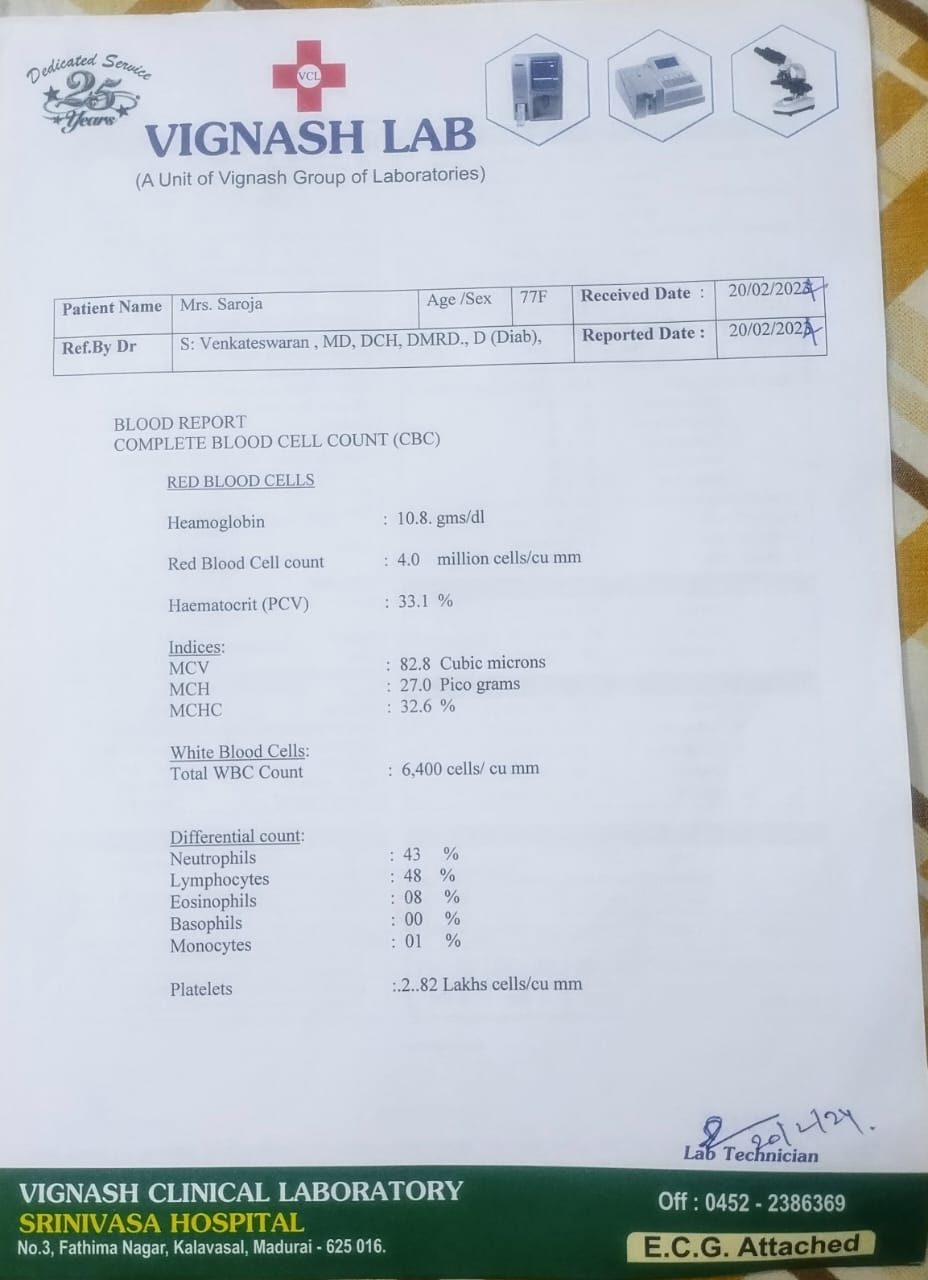 Dedicated Service
25
Years
VCL
VIGNASH LAB
(A Unit of Vignash Group of Laboratories)
Patient Name Mrs. Saroja Age /Sex 77F Received Date : 20/02/2024
Ref.By Dr S: Venkateswaran , MD, DCH, DMRD., D (Diab), Reported Date : 20/02/2024
BLOOD REPORT
COMPLETE BLOOD CELL COUNT (CBC)
RED BLOOD CELLS
Heamoglobin : 10.8. gms/dl
Red Blood Cell count : 4.0 million cells/cu mm
Haematocrit (PCV) : 33.1 %
Indices:
MCV : 82.8 Cubic microns
MCH : 27.0 Pico grams
MCHC : 32.6 %
White Blood Cells:
Total WBC Count : 6,400 cells/ cu mm
Differential count:
Neutrophils : 43 %
Lymphocytes : 48 %
Eosinophils : 08 %
Basophils : 00 %
Monocytes : 01 %
Platelets :.2..82 Lakhs cells/cu mm
20/2/24.
Lab Technician
VIGNASH CLINICAL LABORATORY
SRINIVASA HOSPITAL
No.3, Fathima Nagar, Kalavasal, Madurai - 625 016.
Off : 0452 - 2386369
E.C.G. Attached